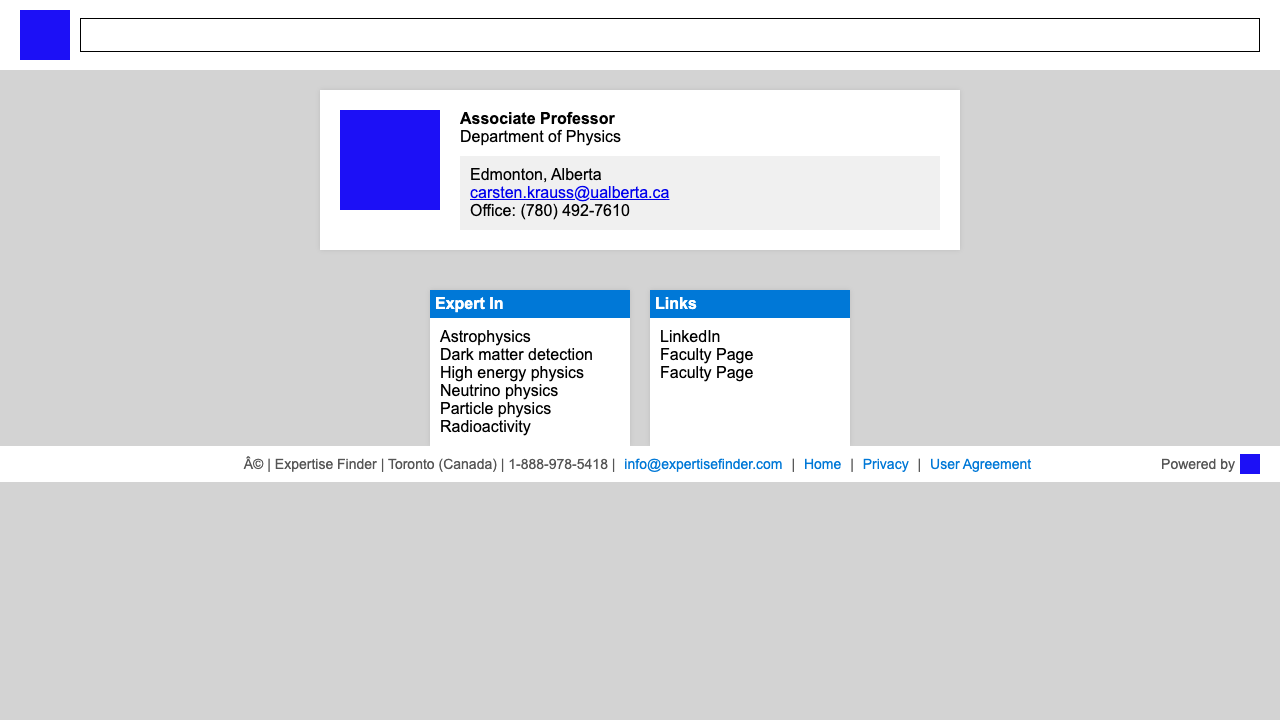 Associate Professor
Department of Physics
Edmonton, Alberta
carsten.krauss@ualberta.ca
Office: (780) 492-7610
Expert In
Astrophysics
Dark matter detection
High energy physics
Neutrino physics
Particle physics
Radioactivity
Links
LinkedIn
Faculty Page
Faculty Page
Â© | Expertise Finder | Toronto (Canada) | 1-888-978-5418 | info@expertisefinder.com | Home | Privacy | User Agreement
Powered by